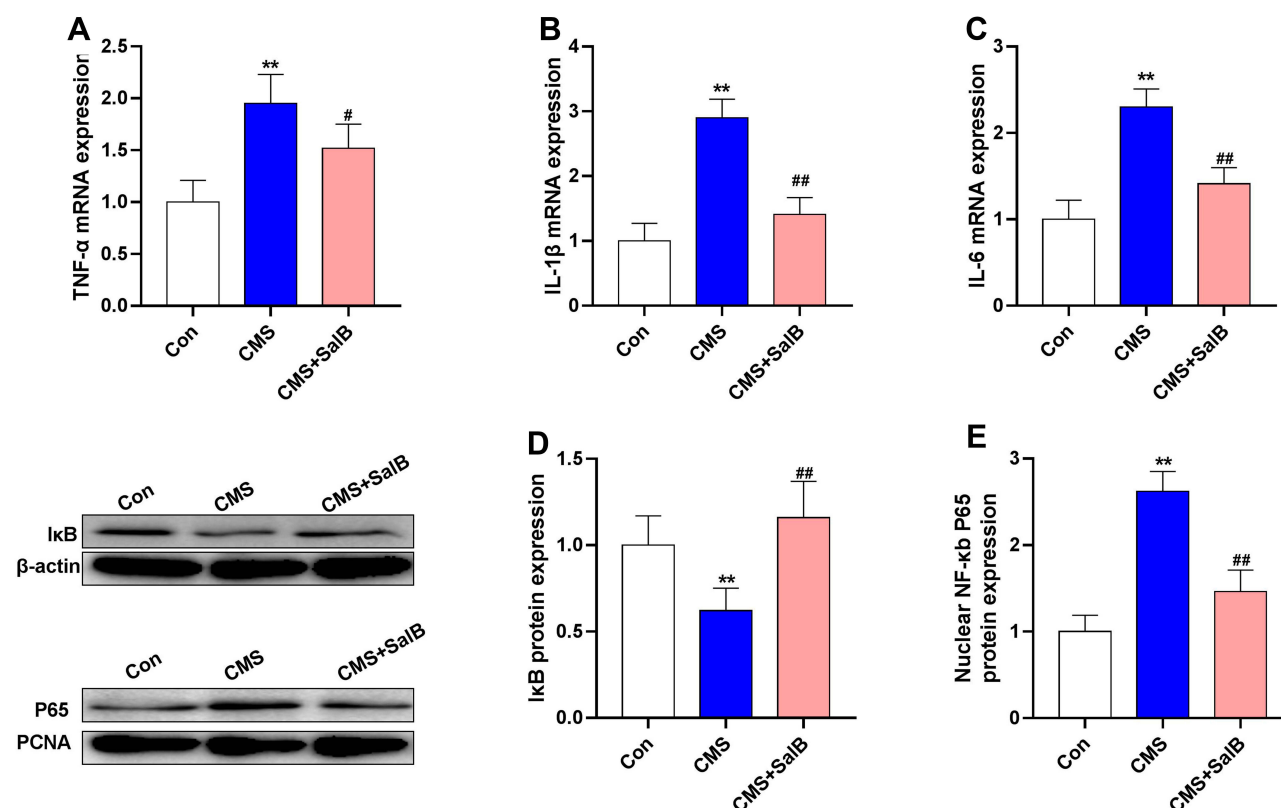 A
TNF-α mRNA expression
2.5
2.0
1.5
1.0
0.5
0.0
**
#
Con
CMS
CMS+SalB
B
IL-1β mRNA expression
4
3
2
1
0
**
##
Con
CMS
CMS+SalB
C
IL-6 mRNA expression
3
2
1
0
**
##
Con
CMS
CMS+SalB
Con
CMS
CMS+SalB
IκB
β-actin
Con
CMS
CMS+SalB
P65
PCNA
D
IκB protein expression
1.5
1.0
0.5
0.0
**
##
Con
CMS
CMS+SalB
E
Nuclear NF-κb P65
protein expression
3
2
1
0
**
##
Con
CMS
CMS+SalB